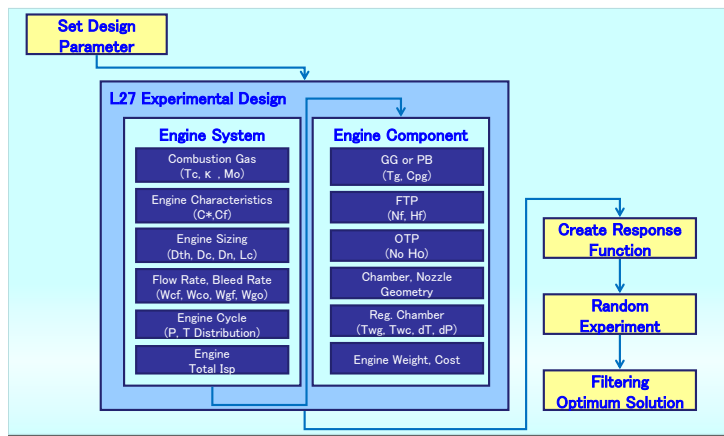 Set Design
Parameter
L27 Experimental Design
Engine System
Combustion Gas
(Tc, κ , Mo)
Engine Characteristics
(C*,Cf)
Engine Sizing
(Dth, Dc, Dn, Lc)
Flow Rate, Bleed Rate
(Wcf, Wco, Wgf, Wgo)
Engine Cycle
(P, T Distribution)
Engine
Total Isp
Engine Component
GG or PB
(Tg, Cpg)
FTP
(Nf, Hf)
OTP
(No Ho)
Chamber, Nozzle
Geometry
Reg. Chamber
(Twg, Twc, dT, dP)
Engine Weight, Cost
Create Response
Function
Random
Experiment
Filtering
Optimum Solution